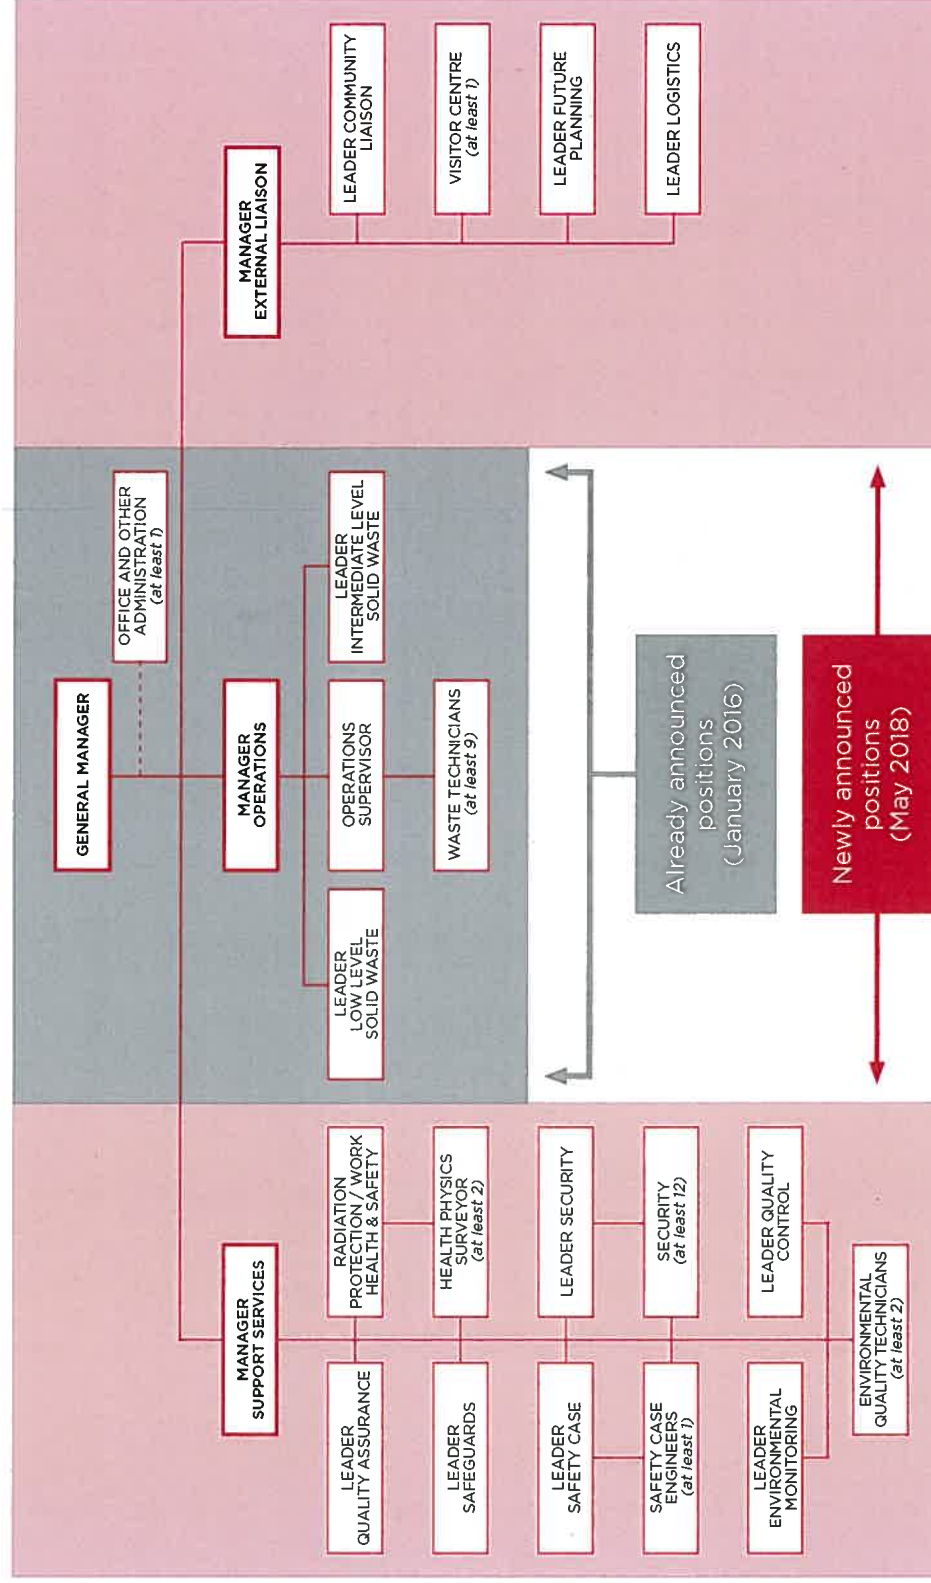 GENERAL MANAGER
OFFICE AND OTHER
ADMINISTRATION
(at least 1)
MANAGER
SUPPORT SERVICES
MANAGER
OPERATIONS
MANAGER
EXTERNAL LIAISON
LEADER
QUALITY ASSURANCE
RADIATION
PROTECTION / WORK
HEALTH & SAFETY
LEADER
SAFEGUARDS
HEALTH PHYSICS
SURVEYOR
(at least 2)
LEADER
SAFETY CASE
LEADER SECURITY
SAFETY CASE
ENGINEERS
(at least 1)
SECURITY
(at least 12)
LEADER
ENVIRONMENTAL
MONITORING
LEADER QUALITY
CONTROL
ENVIRONMENTAL
QUALITY TECHNICIANS
(at least 2)
LEADER
LOW LEVEL
SOLID WASTE
OPERATIONS
SUPERVISOR
LEADER
INTERMEDIATE LEVEL
SOLID WASTE
WASTE TECHNICIANS
(at least 9)
LEADER COMMUNITY
LIAISON
VISITOR CENTRE
(at least 1)
LEADER FUTURE
PLANNING
LEADER LOGISTICS
Already announced
positions
(January 2016)
Newly announced
positions
(May 2018)